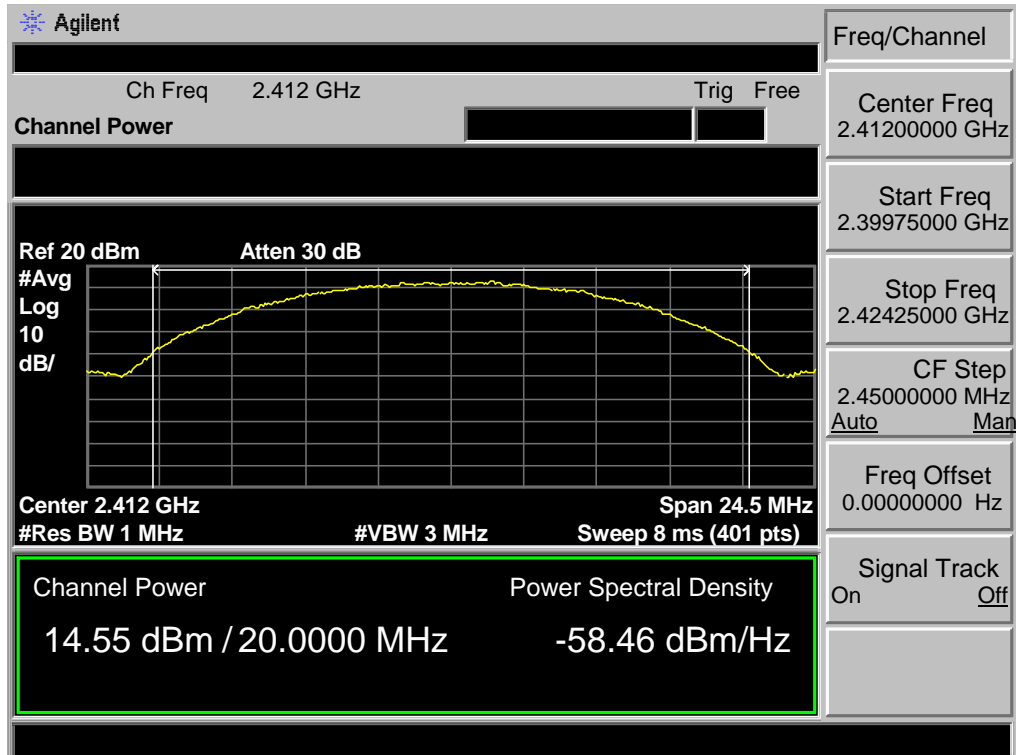 Agilent
Freq/Channel
Ch Freq 2.412 GHz Trig Free
Channel Power
Center Freq
2.41200000 GHz
Start Freq
2.39975000 GHz
Ref 20 dBm Atten 30 dB
#Avg
Log
10
dB/
Stop Freq
2.42425000 GHz
CF Step
2.45000000 MHz
Auto Man
Center 2.412 GHz Span 24.5 MHz
#Res BW 1 MHz #VBW 3 MHz Sweep 8 ms (401 pts)
Freq Offset
0.00000000 Hz
Signal Track
On Off
Channel Power Power Spectral Density
14.55 dBm / 20.0000 MHz -58.46 dBm/Hz